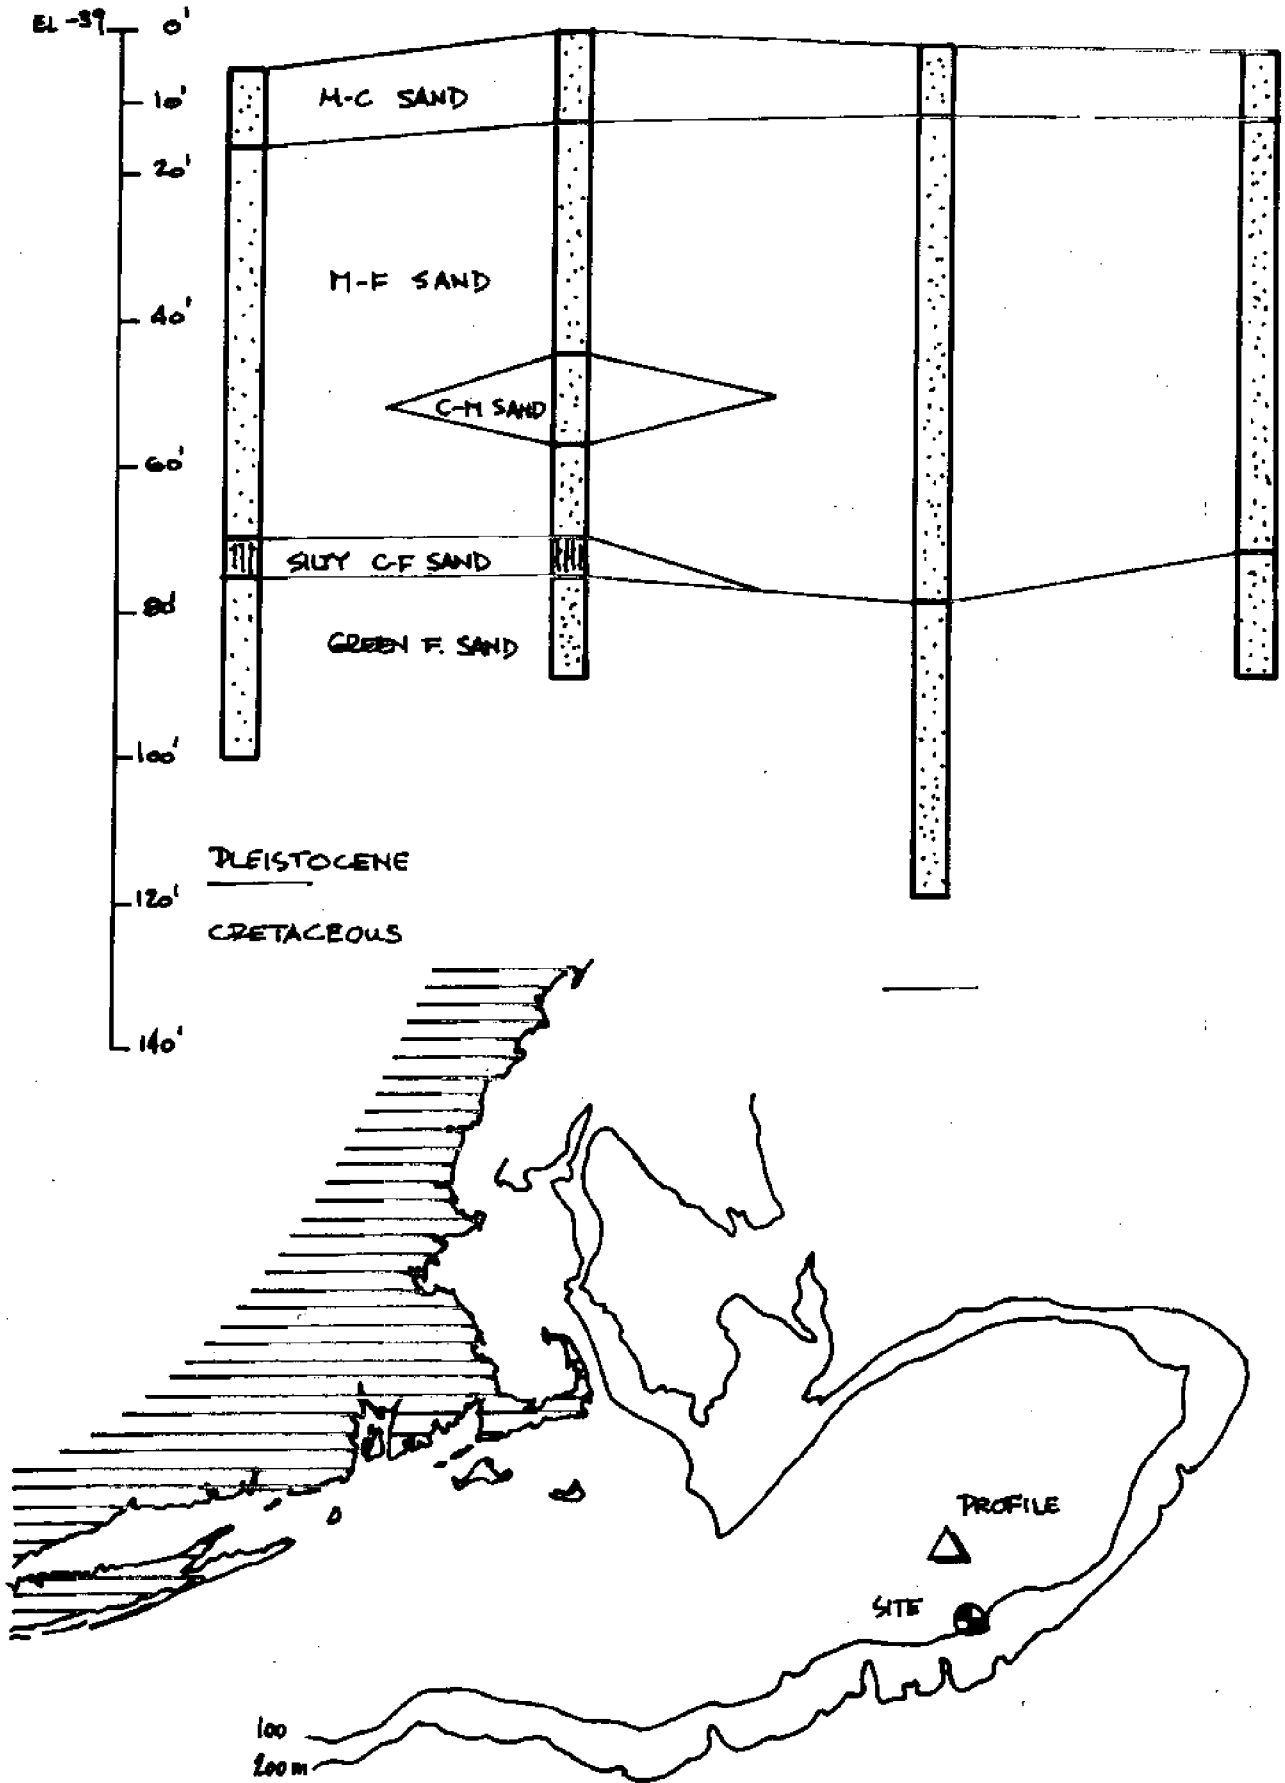 EL -39 0'
10'
M-C SAND
20'
M-F SAND
40'
C-M SAND
60'
SILTY C-F SAND
80'
GREEN F. SAND
100'
PLEISTOCENE
120'
CRETACEOUS
140'
PROFILE
SITE
100
200 m